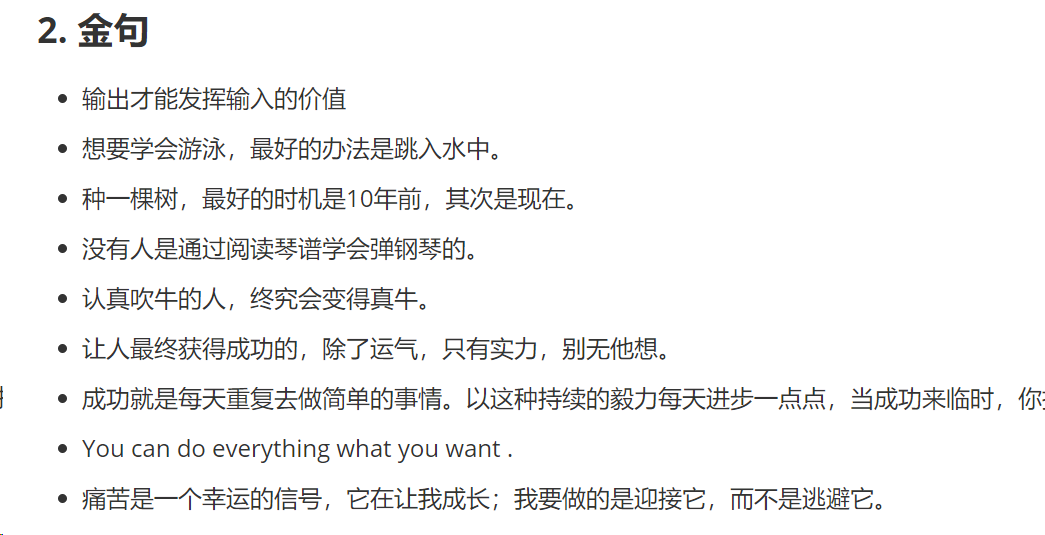 2. 金句
输出才能发挥输入的价值
想要学会游泳，最好的办法是跳入水中。
种一棵树，最好的时机是10年前，其次是现在。
没有人是通过阅读琴谱学会弹钢琴的。
认真吹牛的人，终究会变得真牛。
让人最终获得成功的，除了运气，只有实力，别无他想。
成功就是每天重复去做简单的事情。以这种持续的毅力每天进步一点点，当成功来临时，你
You can do everything what you want .
痛苦是一个幸运的信号，它在让我成长；我要做的是迎接它，而不是逃避它。